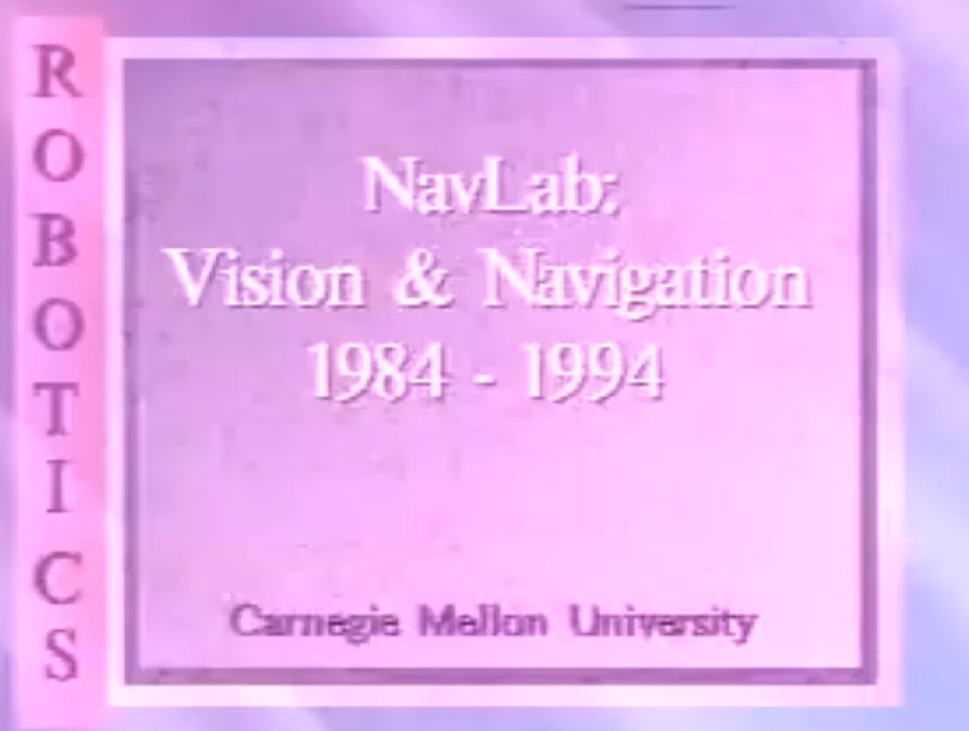 ROBOTICS
NavLab:
Vision & Navigation
1984 - 1994
Carnegie Mellon University